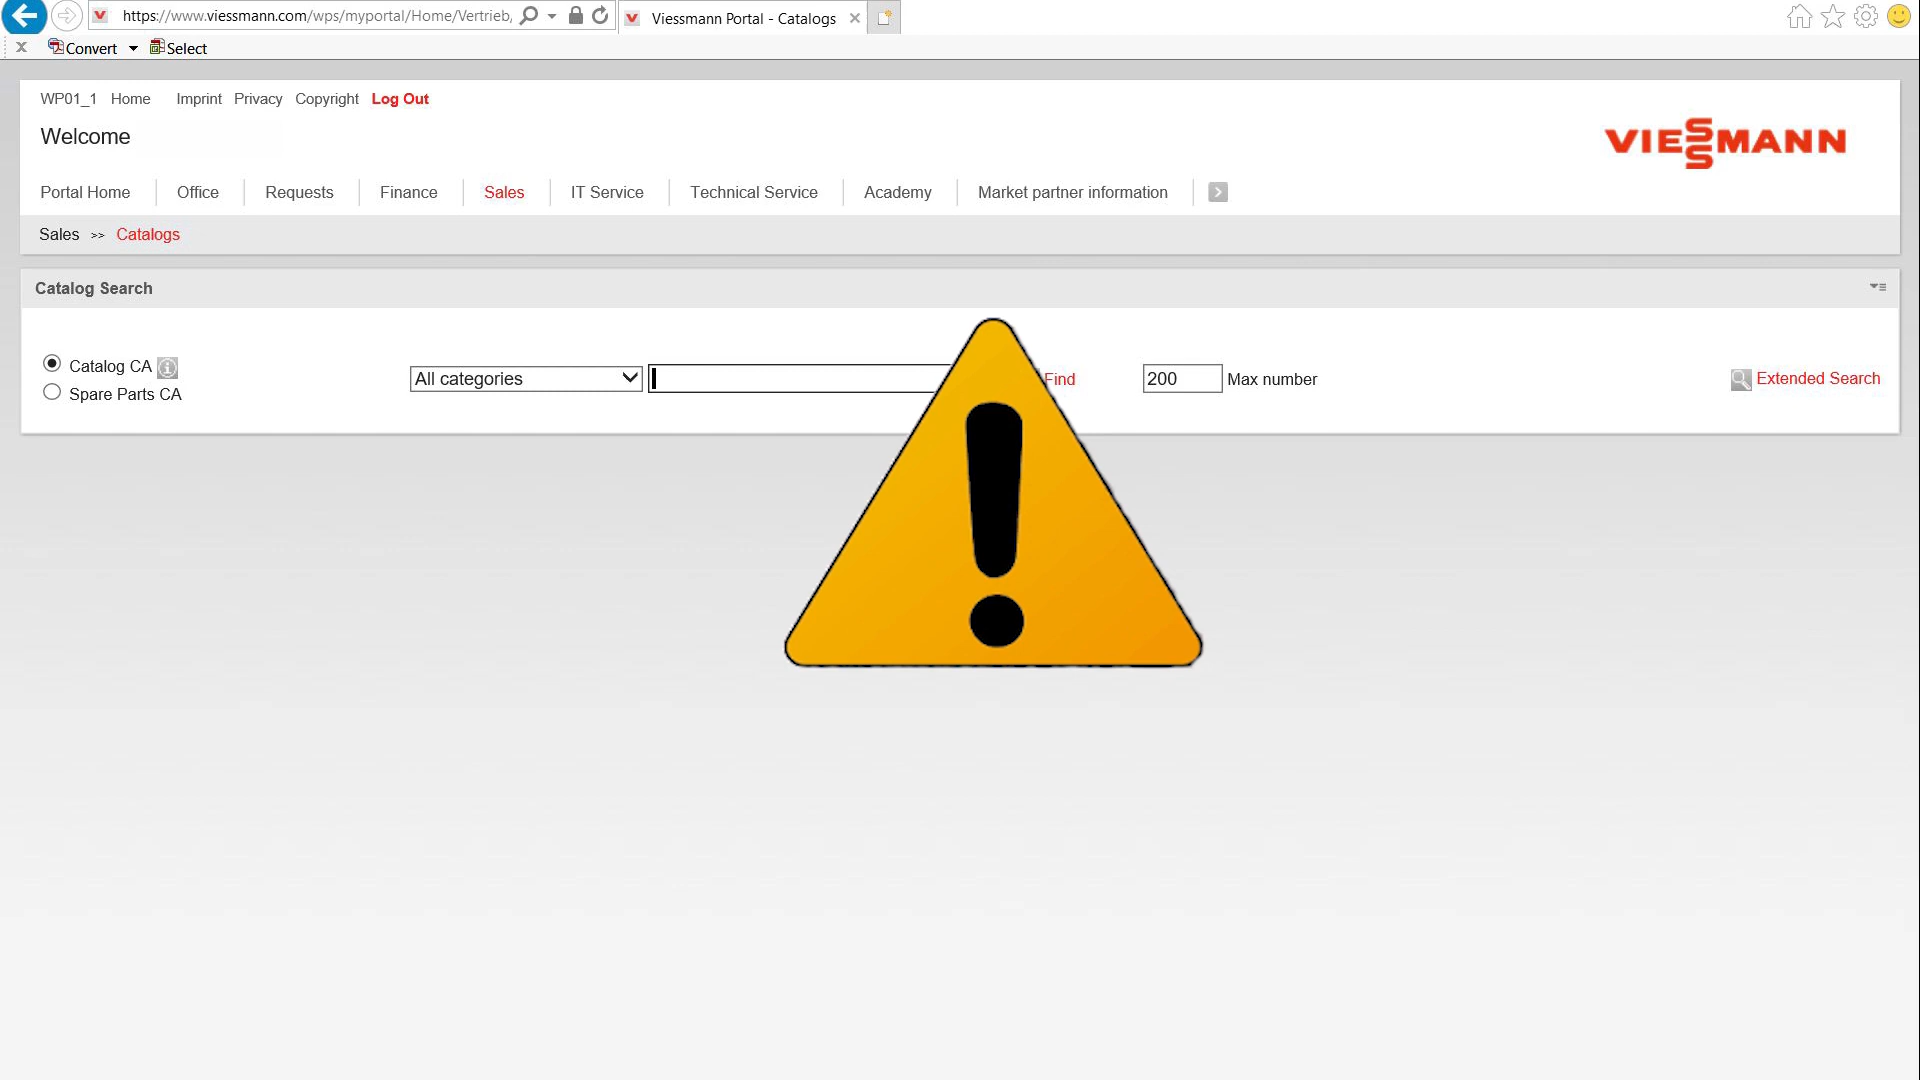 https://www.viessmann.com/wps/myportal/Home/Vertrieb,
Viessmann Portal - Catalogs
x Convert Select
WP01_1 Home Imprint Privacy Copyright Log Out
Welcome
VIESSMANN
Portal Home Office Requests Finance Sales IT Service Technical Service Academy Market partner information
Sales >> Catalogs
Catalog Search
Catalog CA
Spare Parts CA
All categories
Find
200 Max number
Extended Search
!